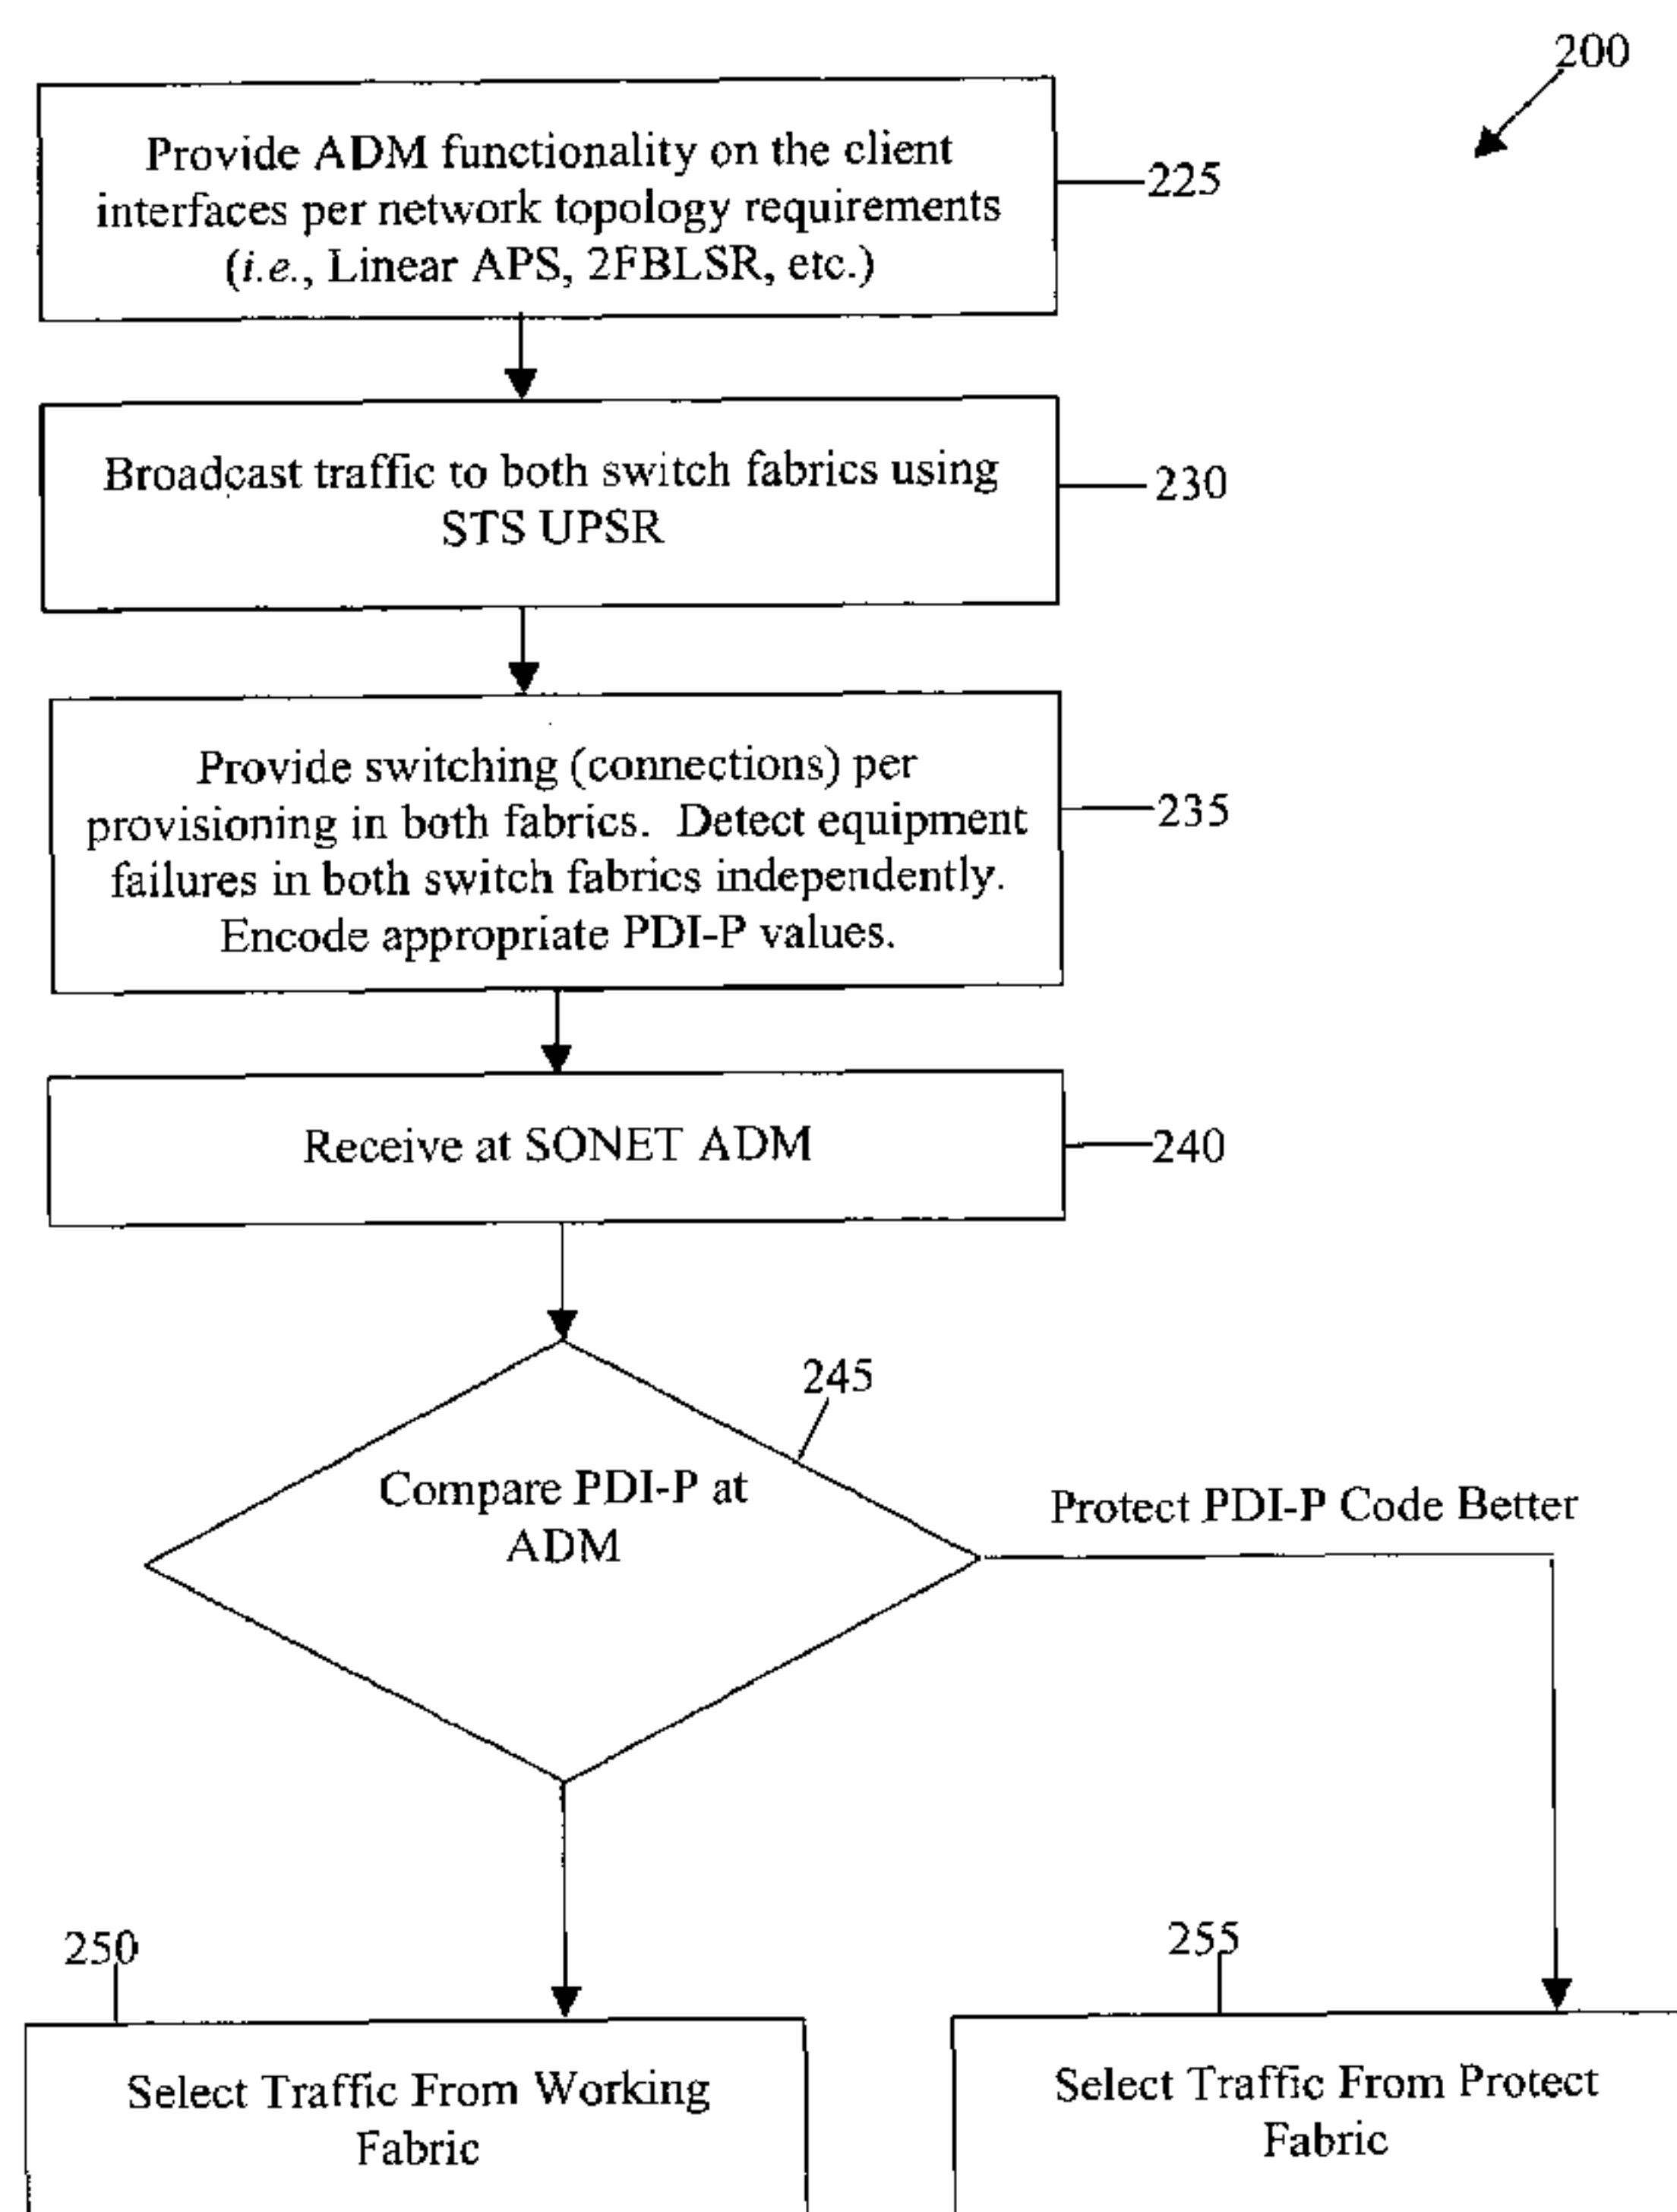 200
Provide ADM functionality on the client
interfaces per network topology requirements
(i.e., Linear APS, 2FBLSR, etc.)
225
Broadcast traffic to both switch fabrics using
STS UPSR
230
Provide switching (connections) per
provisioning in both fabrics. Detect equipment
failures in both switch fabrics independently.
Encode appropriate PDI-P values.
235
Receive at SONET ADM
240
245
Compare PDI-P at
ADM
Protect PDI-P Code Better
250
Select Traffic From Working
Fabric
255
Select Traffic From Protect
Fabric